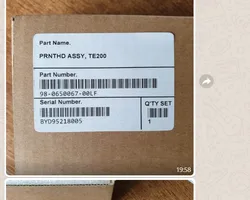 Part Name.
PRNTHD ASSY, TE200
Part Number.
98-0650067-00LF
Serial Number.
Q'TY SET
8YD95218005
1
19:58